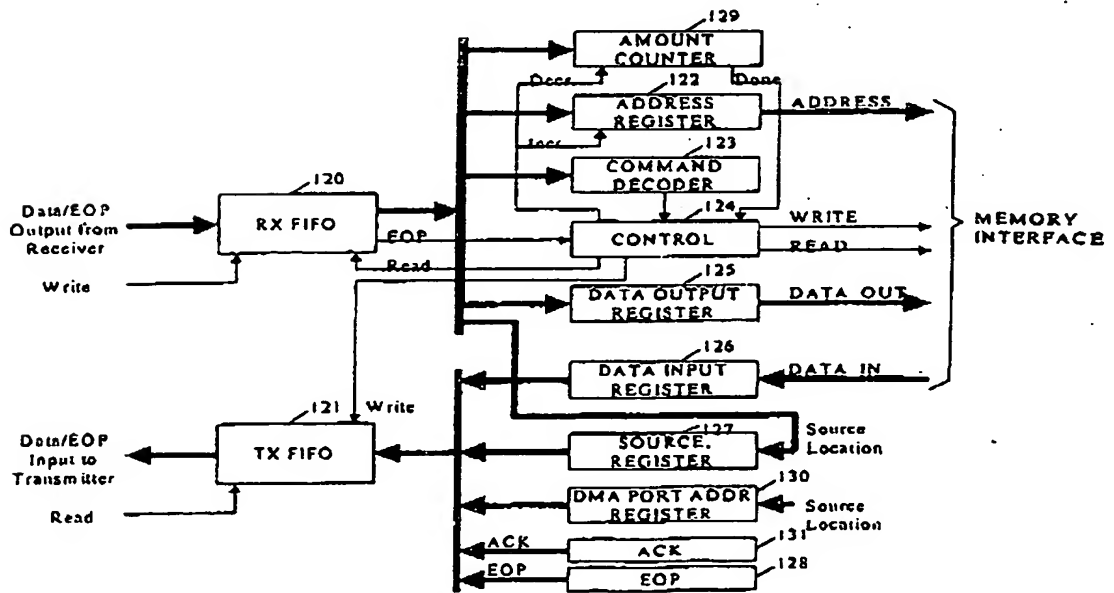 129
AMOUNT
COUNTER
Decr
Done
122
ADDRESS
REGISTER
ADDRESS
Incr
123
COMMAND
DECODER
120
Data/EOP
Output from
Receiver
RX FIFO
EOP
Read
Write
124
CONTROL
WRITE
READ
MEMORY
INTERFACE
125
DATA OUTPUT
REGISTER
DATA OUT
126
DATA INPUT
REGISTER
DATA IN
121
Write
Data/EOP
Input to
Transmitter
TX FIFO
Read
127
SOURCE.
REGISTER
Source
Location
130
DMA PORT ADDR
REGISTER
Source
Location
131
ACK
ACK
128
EOP
EOP